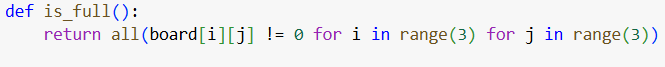 def is_full():
    return all(board[i][j] != 0 for i in range(3) for j in range(3))